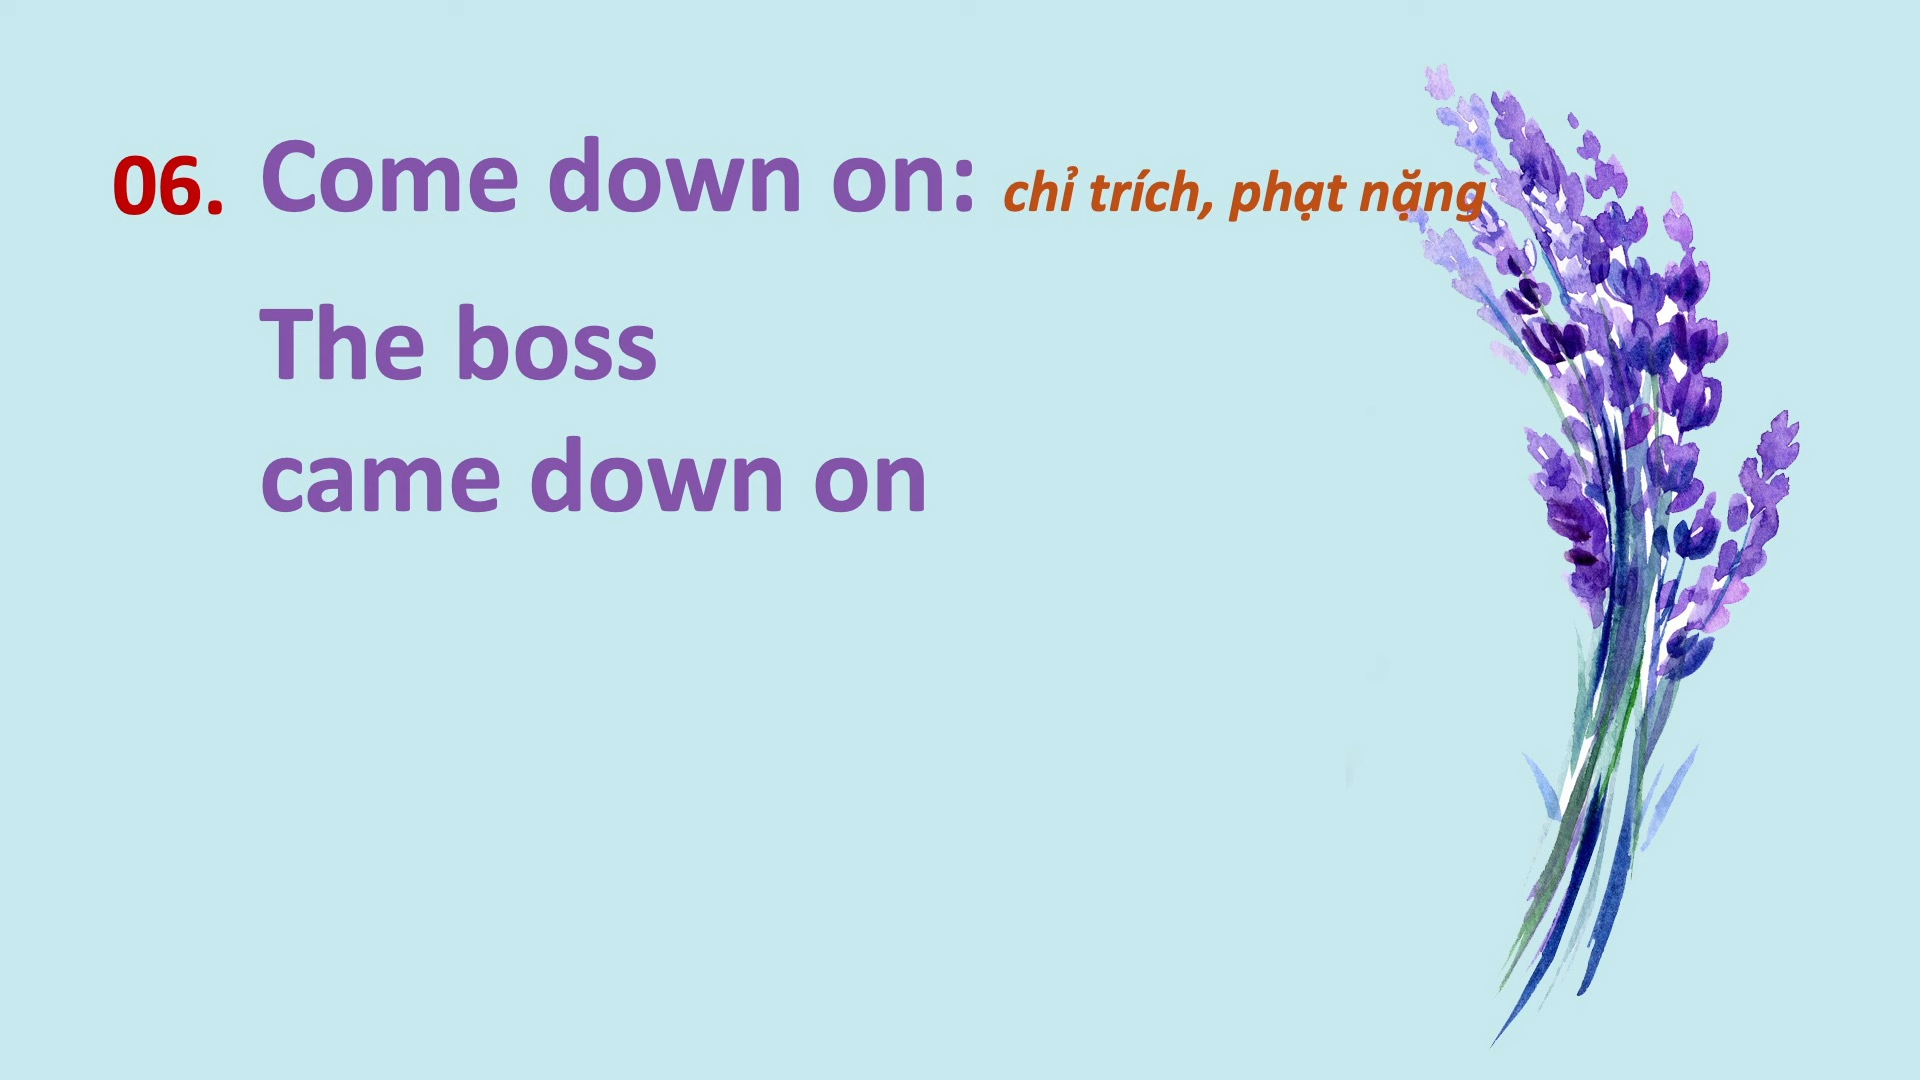 06. Come down on: chỉ trích, phạt nặng
The boss
came down on